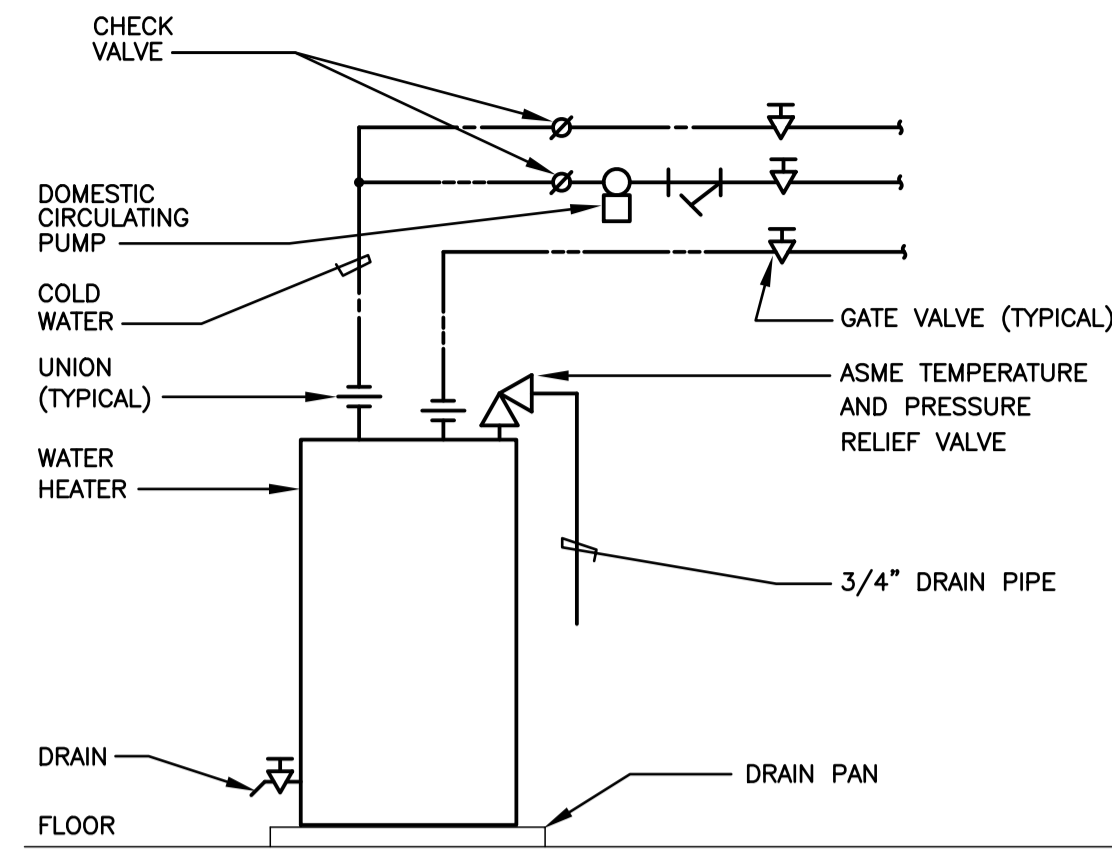 CHECK
VALVE
DOMESTIC
CIRCULATING
PUMP
COLD
WATER
UNION
(TYPICAL)
WATER
HEATER
DRAIN
FLOOR
GATE VALVE (TYPICAL)
ASME TEMPERATURE
AND PRESSURE
RELIEF VALVE
3/4" DRAIN PIPE
DRAIN PAN